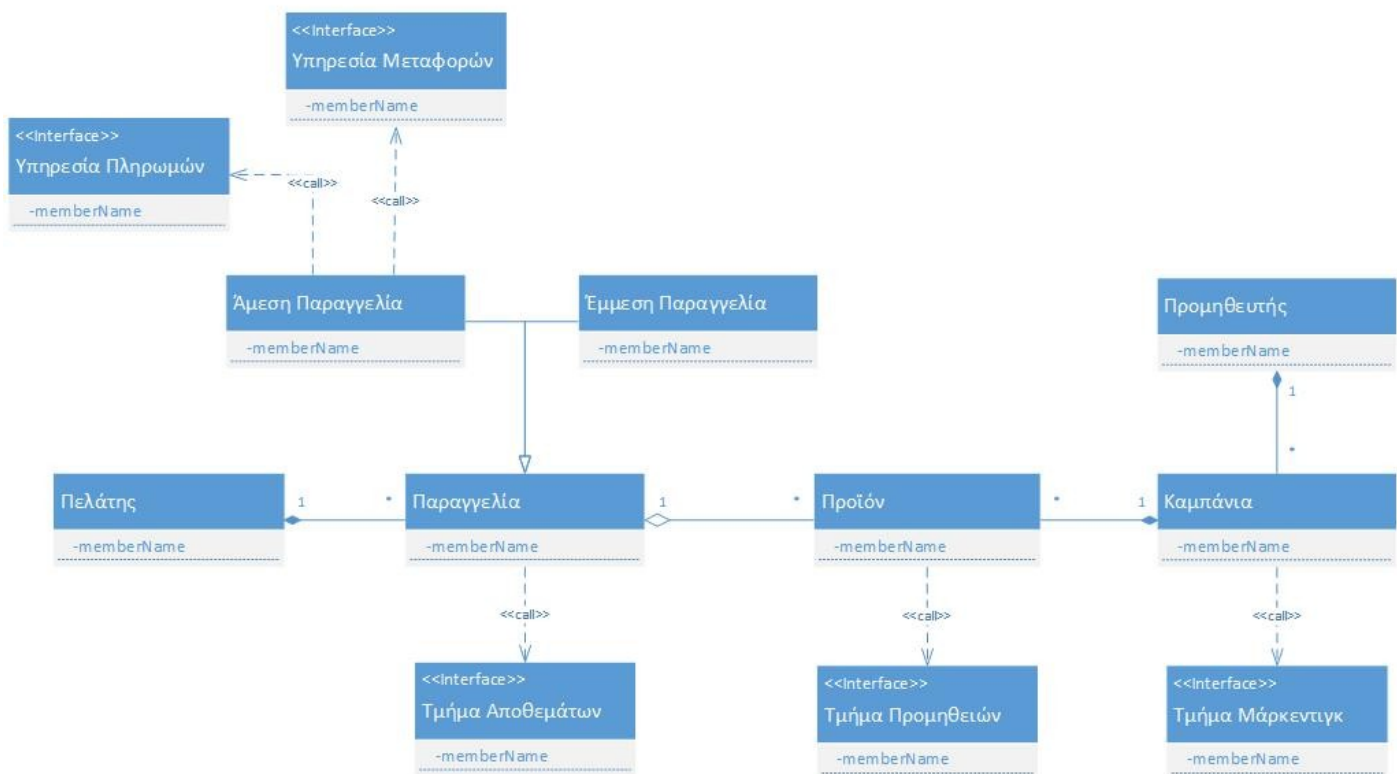 <<Interface>>
Υπηρεσία Μεταφορών
-memberName
<<Interface>>
Υπηρεσία Πληρωμών
-memberName
<<call>>
<<call>>
Άμεση Παραγγελία
-memberName
Έμμεση Παραγγελία
-memberName
Προμηθευτής
-memberName
1
*
Πελάτης
-memberName
1
*
Παραγγελία
-memberName
1
*
Προϊόν
-memberName
*
1
Καμπάνια
-memberName
<<call>>
<<call>>
<<call>>
<<Interface>>
Τμήμα Αποθεμάτων
-memberName
<<Interface>>
Τμήμα Προμηθειών
-memberName
<<Interface>>
Τμήμα Μάρκεντιγκ
-memberName